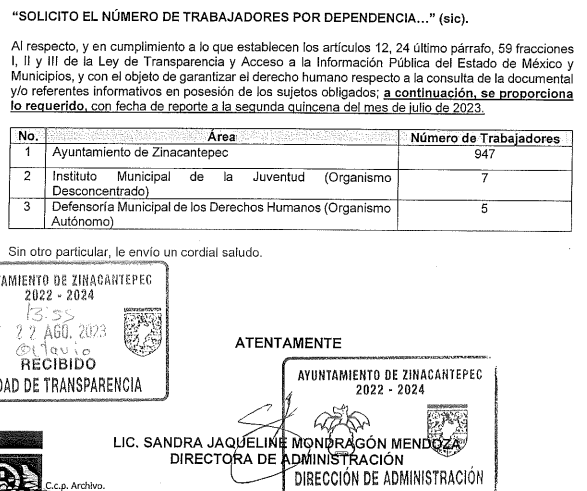 “SOLICITO EL NÚMERO DE TRABAJADORES POR DEPENDENCIA…” (sic).
Al respecto, y en cumplimiento a lo que establecen los artículos 12, 24 último párrafo, 59 fracciones
I, II y III de la Ley de Transparencia y Acceso a la Información Pública del Estado de México y
Municipios, y con el objeto de garantizar el derecho humano respecto a la consulta de la documental
y/o referentes informativos en posesión de los sujetos obligados; a continuación, se proporciona
lo requerido, con fecha de reporte a la segunda quincena del mes de julio de 2023.
No. Área Número de Trabajadores
1 Ayuntamiento de Zinacantepec 947
2 Instituto Municipal de la Juventud (Organismo 7
Desconcentrado)
3 Defensoría Municipal de los Derechos Humanos (Organismo 5
Autónomo)
Sin otro particular, le envío un cordial saludo.
TAMIENTO DE ZINACANTEPEC
2022 - 2024
13:55
22 AGO. 2023
Octavio
RECIBIDO
DAD DE TRANSPARENCIA
ATENTAMENTE
AYUNTAMIENTO DE ZINACANTEPEC
2022 - 2024
LIC. SANDRA JAQUELINE MONDRAGÓN MENDOZA
DIRECTORA DE ADMINISTRACIÓN
DIRECCIÓN DE ADMINISTRACIÓN
C.c.p. Archivo.